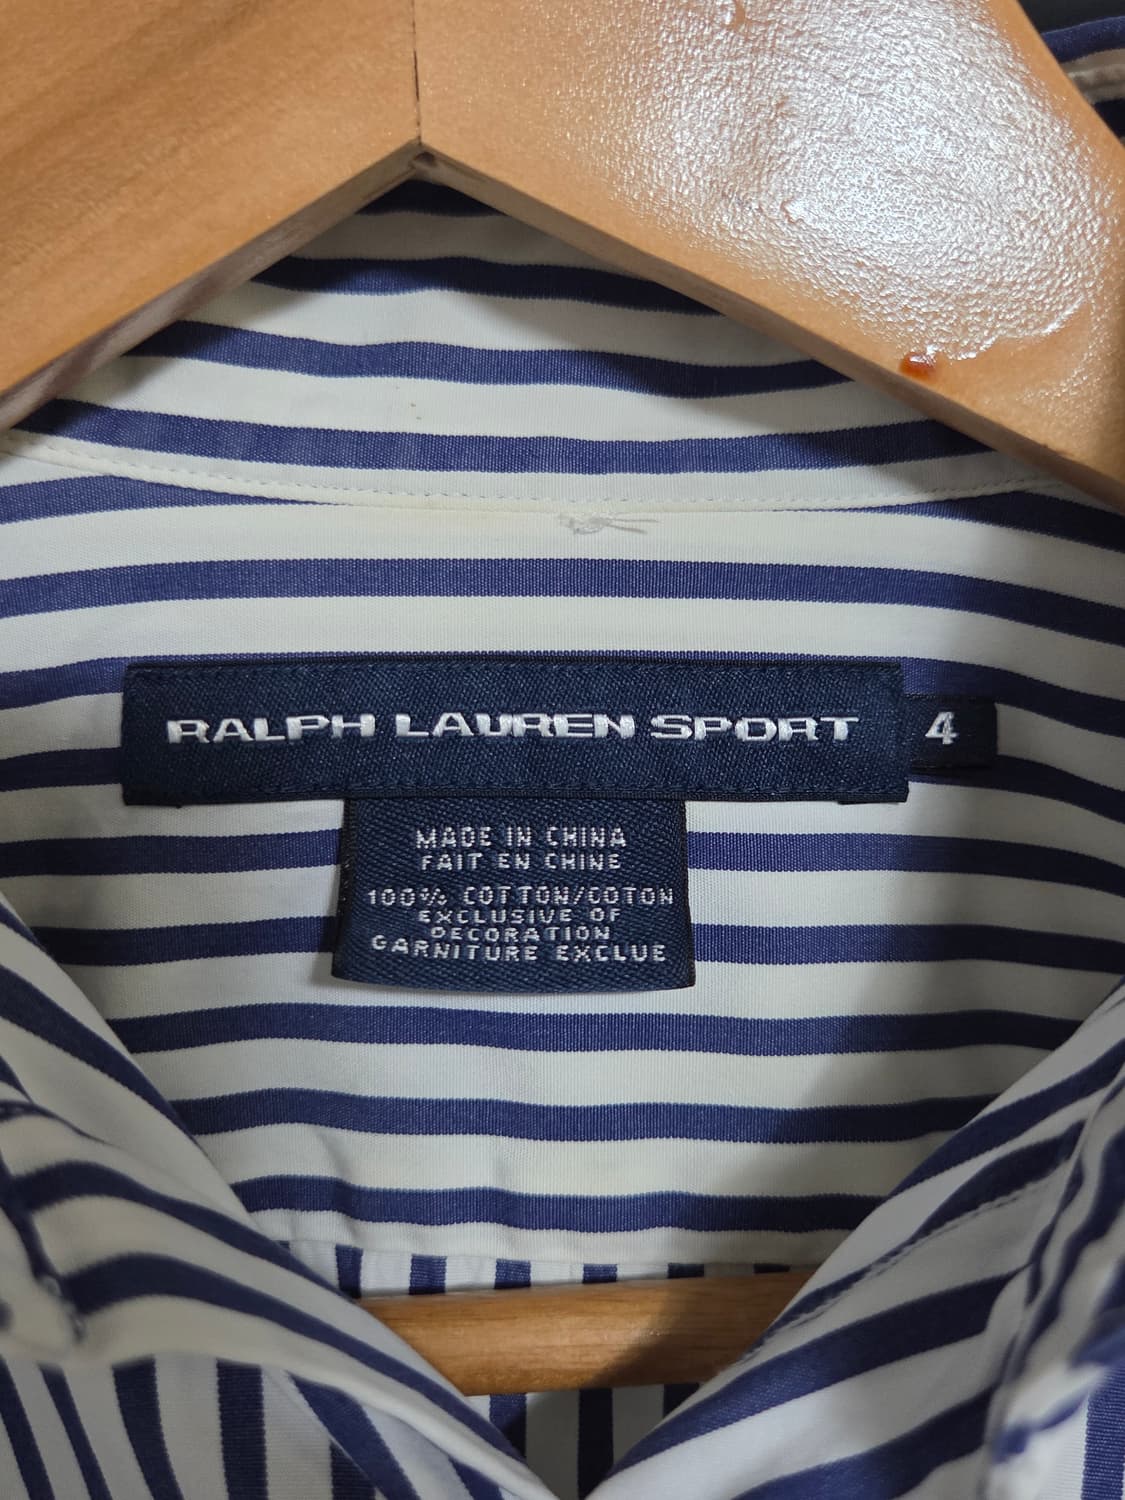 RALPH LAUREN SPORT 4
MADE IN CHINA
FAIT EN CHINE
100% COTTON/COTON
EXCLUSIVE OF
DECORATION
GARNITURE EXCLUE